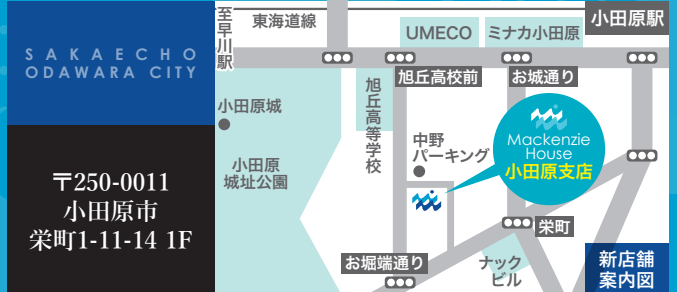 SAKAECHO
ODAWARA CITY
〒250-0011
小田原市
栄町1-11-14 1F
至早川駅
東海道線
UMECO
ミナカ小田原
小田原駅
旭丘高校前
お城通り
小田原城
旭丘高等学校
小田原
城址公園
中野
パーキング
Mackenzie
House
小田原支店
栄町
お堀端通り
ナック
ビル
新店舗
案内図